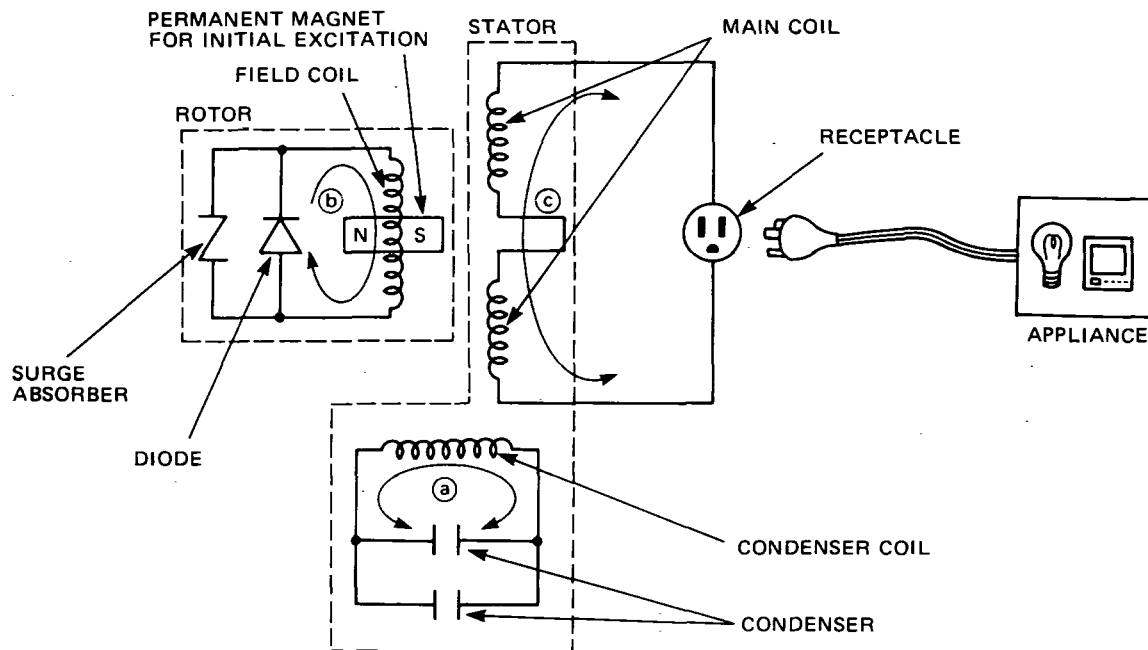 PERMANENT MAGNET
FOR INITIAL EXCITATION
STATOR
MAIN COIL
FIELD COIL
ROTOR
RECEPTACLE
b
N
S
c
APPLIANCE
SURGE
ABSORBER
DIODE
a
CONDENSER COIL
CONDENSER